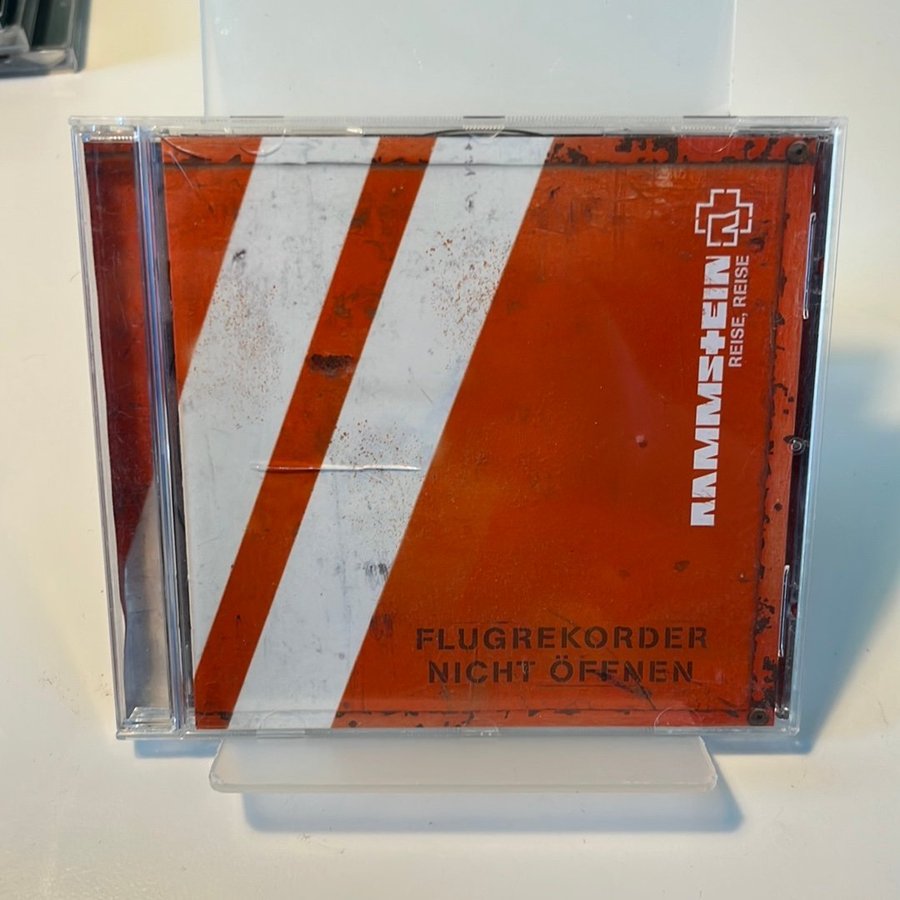 RAMMSTEIN
REISE, REISE
FLUGREKORDER
NICHT ÖFFNEN